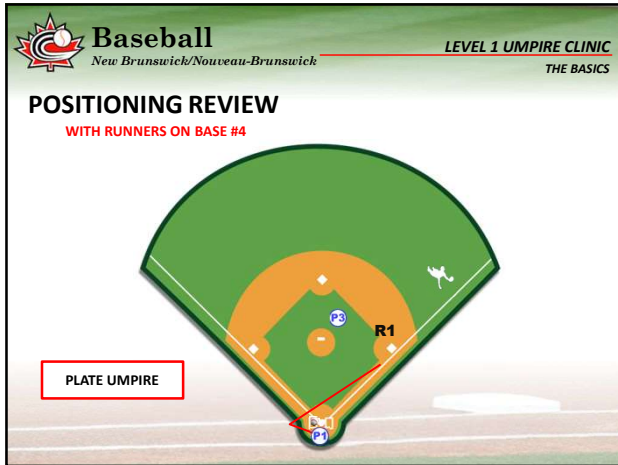 Baseball
New Brunswick/Nouveau-Brunswick
LEVEL 1 UMPIRE CLINIC
THE BASICS
POSITIONING REVIEW
WITH RUNNERS ON BASE #4
P3
R1
PLATE UMPIRE
P1